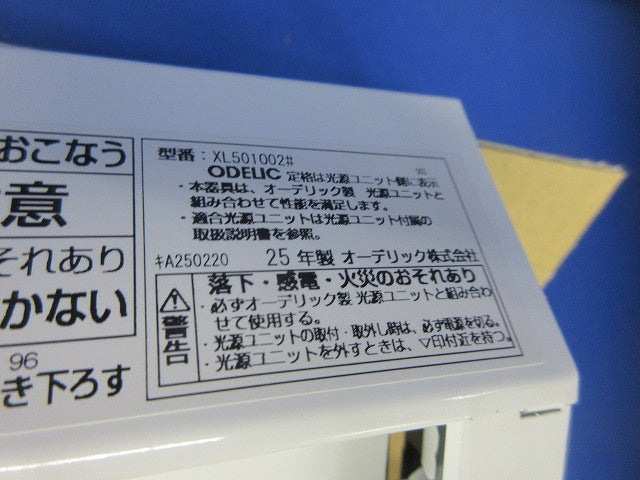 おこなう
意
それあり
かない
96
き下ろす
型番：XL501002#
ODELIC 定格は光源ユニット側に表示
・本器具は、オーデリック製 光源ユニットと
組み合わせて性能を満足します。
・適合光源ユニットは光源ユニット付属の
取扱説明書を参照。
♯A250220 25 年製 オーデリック株式会社
警告
落下・感電・火災のおそれあり
・必ずオーデリック製 光源ユニットと組み合わ
せて使用する。
・光源ユニットの取付・取外し時は、必ず電源を切る。
・光源ユニットを外すときは、▽印付近を持つ。